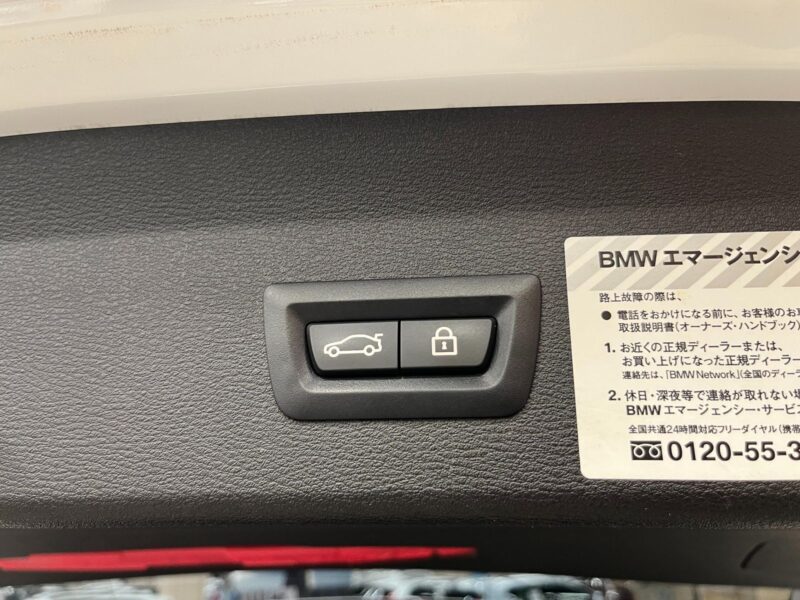 BMW エマージェンシ
路上故障の際は、
● 電話をおかけになる前に、お客様のお
取扱説明書(オーナーズ・ハンドブック)
1. お近くの正規ディーラーまたは、
お買い上げになった正規ディーラー
連絡先は、「BMW Network」(全国のディー
2. 休日・深夜等で連絡が取れない
BMWエマージェンシー・サービ
全国共通24時間対応フリーダイヤル(携帯
0120-55-3